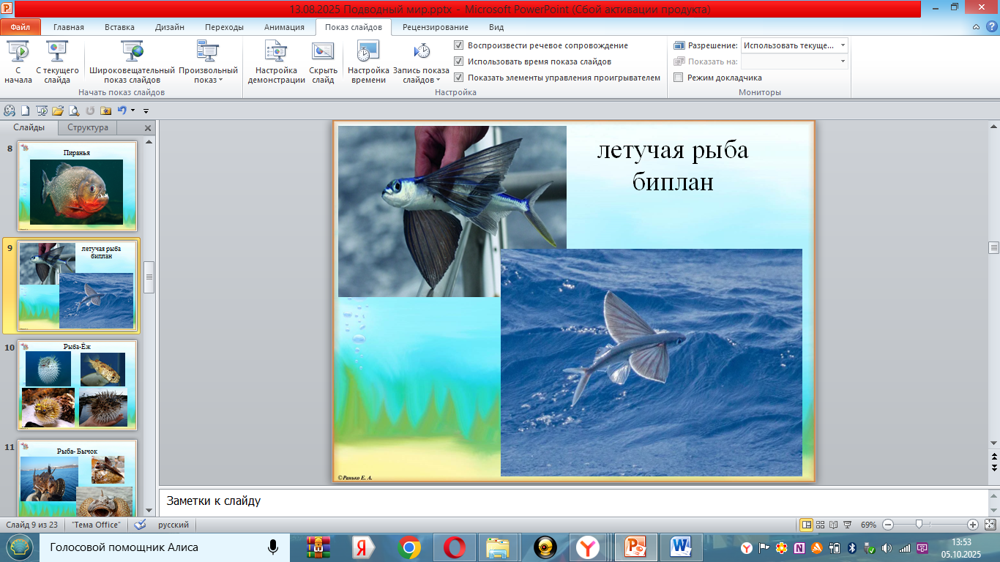 13.08.2025 Подводный мир.pptx - Microsoft PowerPoint (Сбой активации продукта)
Файл Главная Вставка Дизайн Переходы Анимация Показ слайдов Рецензирование Вид
С начала
С текущего слайда
Широковещательный показ слайдов
Произвольный показ
Начать показ слайдов
Настройка демонстрации
Скрыть слайд
Настройка времени
Запись показа слайдов
Воспроизвести речевое сопровождение
Использовать время показа слайдов
Показать элементы управления проигрывателем
Настройка
Разрешение: Использовать текуще...
Показать на:
Режим докладчика
Мониторы
Слайды Структура
8
Пиранья
9
летучая рыба
биплан
10
Рыба-Ёж
11
Рыба- Бычок
летучая рыба
биплан
©Ранько Е. А.
Заметки к слайду
Слайд 9 из 23 "Тема Office" русский 69%
Голосовой помощник Алиса
13:53
05.10.2025